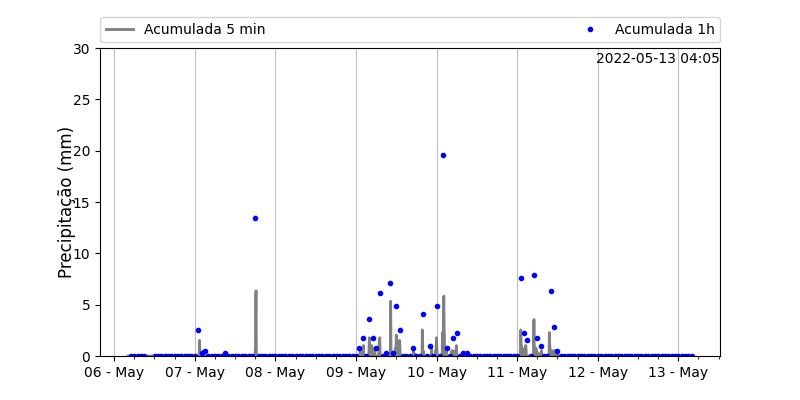 Acumulada 5 min
Acumulada 1h
2022-05-13 04:05
Precipitação (mm)
30
25
20
15
10
5
0
06 - May 07 - May 08 - May 09 - May 10 - May 11 - May 12 - May 13 - May